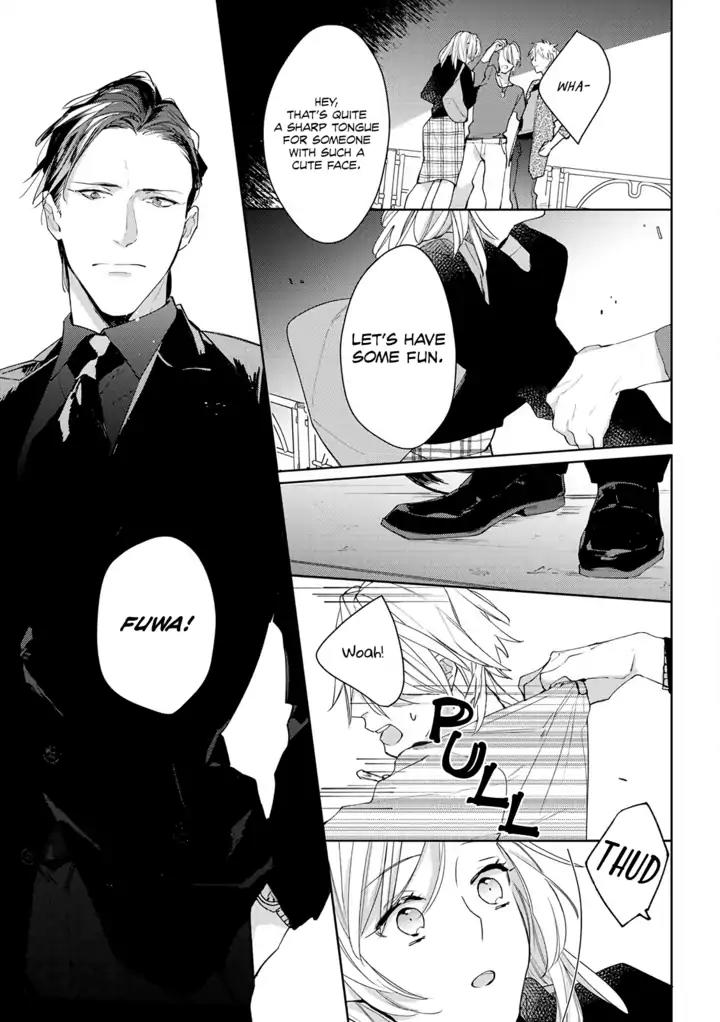 WHA-
HEY,
THAT'S QUITE
A SHARP TONGUE
FOR SOMEONE
WITH SUCH A
CUTE FACE.
LET'S HAVE
SOME FUN.
Woah!
PULL
THUD
FUWA!